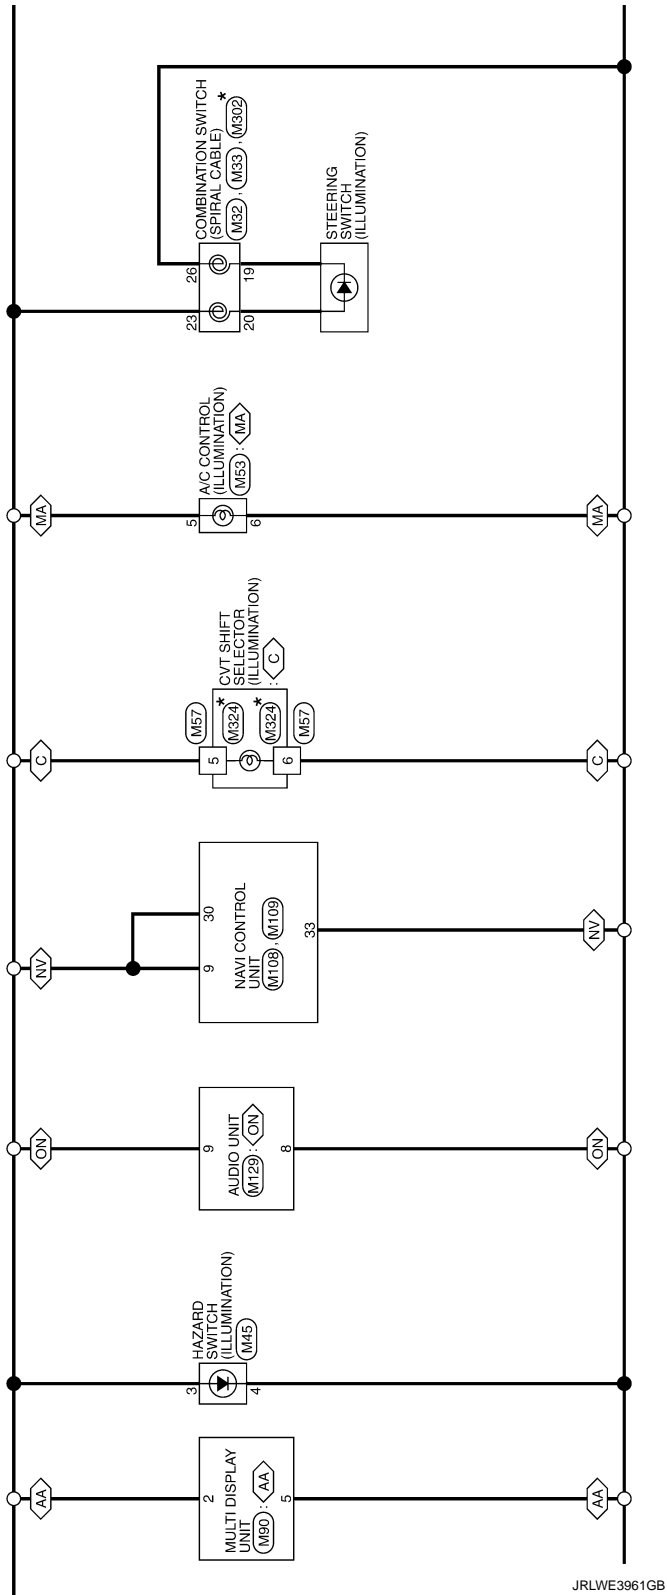 COMBINATION SWITCH
(SPIRAL CABLE) *
M32 , M33 , M302
26
19
23
20
STEERING
SWITCH
(ILLUMINATION)
MA
5
A/C CONTROL
(ILLUMINATION)
M53 : MA
6
MA
C
M57
5
M324 *
CVT SHIFT
SELECTOR
(ILLUMINATION)
: C
M324 *
6
M57
C
NV
9
30
NAVI CONTROL
UNIT
M108 , M109
33
NV
ON
9
AUDIO UNIT
M129 : ON
8
ON
3
HAZARD
SWITCH
(ILLUMINATION)
M45
4
AA
2
MULTI DISPLAY
UNIT
M90 : AA
5
AA
JRLWE3961GB